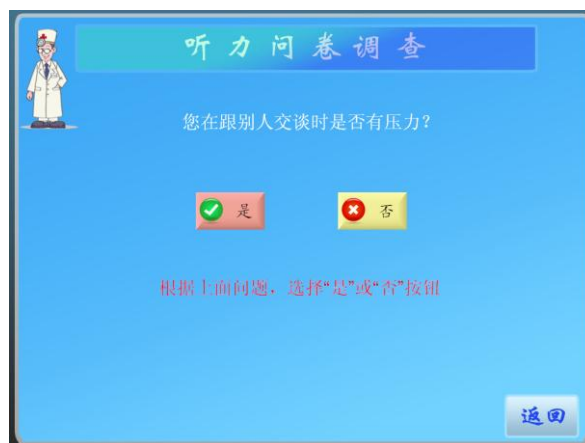 听力问卷调查
您在跟别人交谈时是否有压力？
是
否
根据上面问题，选择“是”或“否”按钮
返回